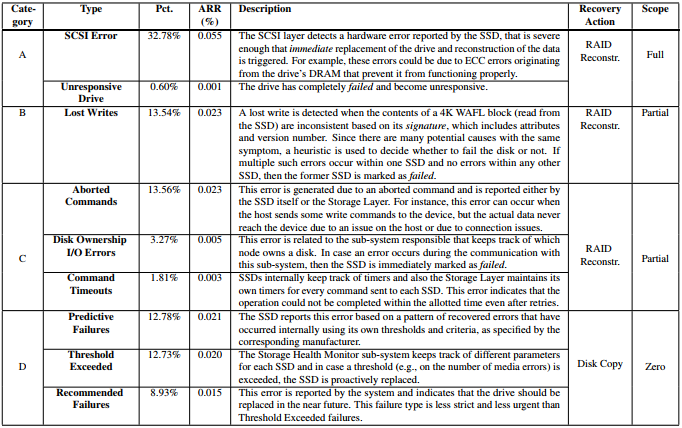 Cate- Type Pct. ARR Description Recovery Scope
gory (%) Action
SCSI Error 32.78% 0.055 The SCSI layer detects a hardware error reported by the SSD, that is severe
enough that immediate replacement of the drive and reconstruction of the data
A is triggered. For example, these errors could be due to ECC errors originating RAID Full
from the drive's DRAM that prevent it from functioning properly. Reconstr.
Unresponsive 0.60% 0.001 The drive has completely failed and become unresponsive.
Drive
B Lost Writes 13.54% 0.023 A lost write is detected when the contents of a 4K WAFL block (read from RAID Partial
the SSD) are inconsistent based on its signature, which includes attributes Reconstr.
and version number. Since there are many potential causes with the same
symptom, a heuristic is used to decide whether to fail the disk or not. If
multiple such errors occur within one SSD and no errors within any other
SSD, then the former SSD is marked as failed.
Aborted 13.56% 0.023 This error is generated due to an aborted command and is reported either by
Commands the SSD itself or the Storage Layer. For instance, this error can occur when
the host sends some write commands to the device, but the actual data never
reach the device due to an issue on the host or due to connection issues.
C Disk Ownership 3.27% 0.005 This error is related to the sub-system responsible that keeps track of which RAID Partial
I/O Errors node owns a disk. In case an error occurs during the communication with Reconstr.
this sub-system, then the SSD is immediately marked as failed.
Command 1.81% 0.003 SSDs internally keep track of timers and also the Storage Layer maintains its
Timeouts own timers for every command sent to each SSD. This error indicates that the
operation could not be completed within the allotted time even after retries.
Predictive 12.78% 0.021 The SSD reports this error based on a pattern of recovered errors that have
Failures occurred internally using its own thresholds and criteria, as specified by the
corresponding manufacturer.
D Threshold 12.73% 0.020 The Storage Health Monitor sub-system keeps track of different parameters Disk Copy Zero
Exceeded for each SSD and in case a threshold (e.g., on the number of media errors) is
exceeded, the SSD is proactively replaced.
Recommended 8.93% 0.015 This error is reported by the system and indicates that the drive should be
Failures replaced in the near future. This failure type is less strict and less urgent than
Threshold Exceeded failures.